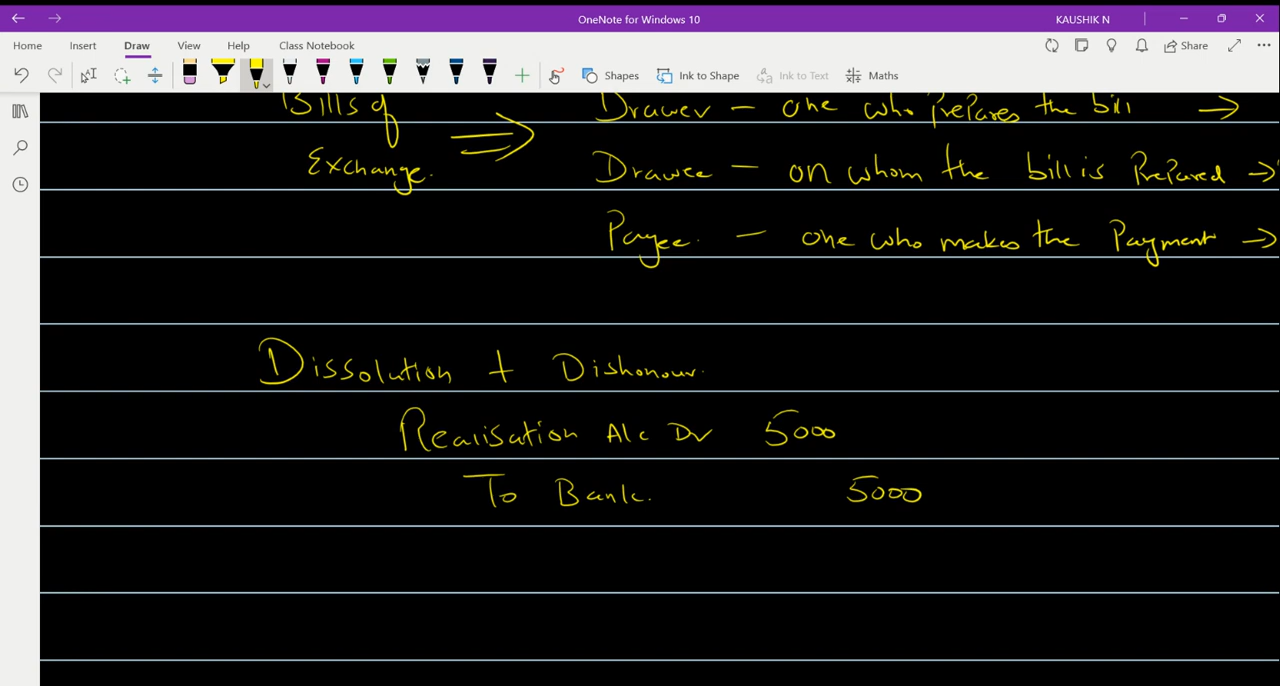 OneNote for Windows 10
KAUSHIK N
Home Insert Draw View Help Class Notebook
Share
Shapes Ink to Shape Ink to Text Maths
Bills of Exchange. ⇒
Drawer — one who prepares the bill →
Drawee — on whom the bill is Prepared →
Payee. — one who makes the Payment →
Dissolution + Dishonour.
Realisation A/c Dr 5000
To Bank. 5000